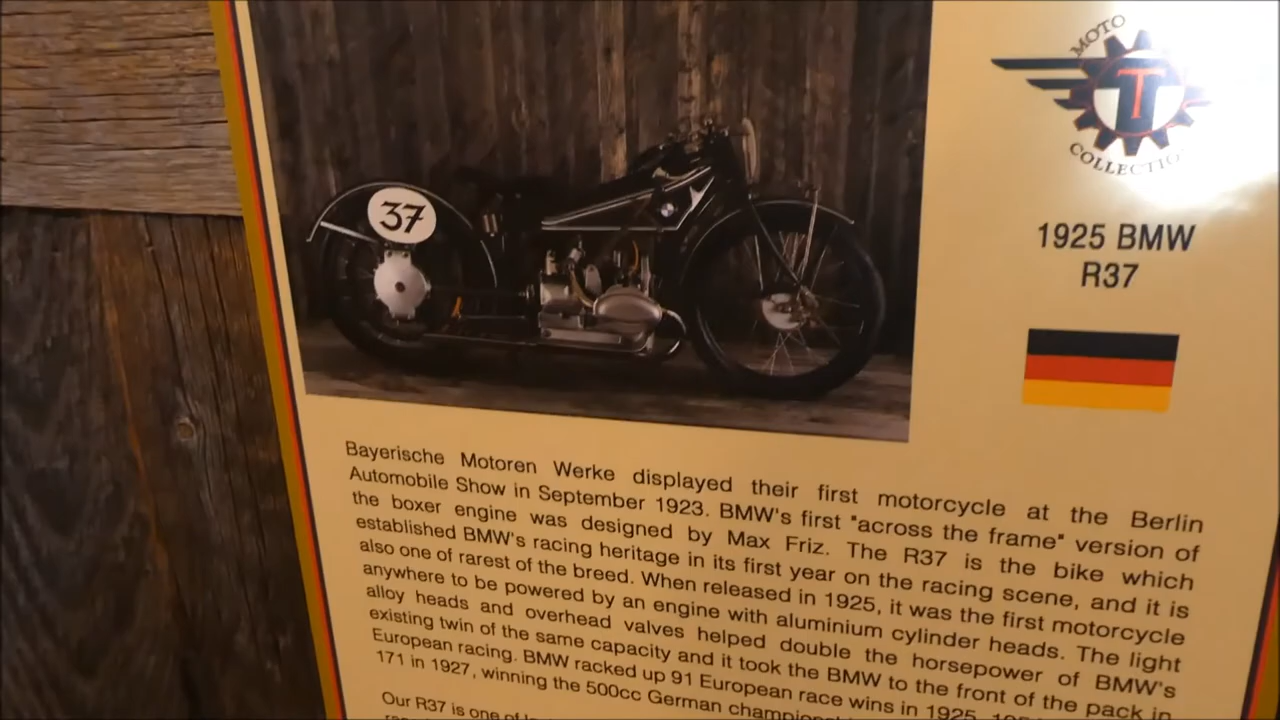 MOTO
T
COLLECTION
37
1925 BMW
R37
Bayerische Motoren Werke displayed their first motorcycle at the Berlin
Automobile Show in September 1923. BMW's first "across the frame" version of
the boxer engine was designed by Max Friz. The R37 is the bike which
established BMW's racing heritage in its first year on the racing scene, and it is
also one of rarest of the breed. When released in 1925, it was the first motorcycle
anywhere to be powered by an engine with aluminium cylinder heads. The light
alloy heads and overhead valves helped double the horsepower of BMW's
existing twin of the same capacity and it took the BMW to the front of the pack in
European racing. BMW racked up 91 European race wins in 1925,
171 in 1927, winning the 500cc German
Our R37 is one of